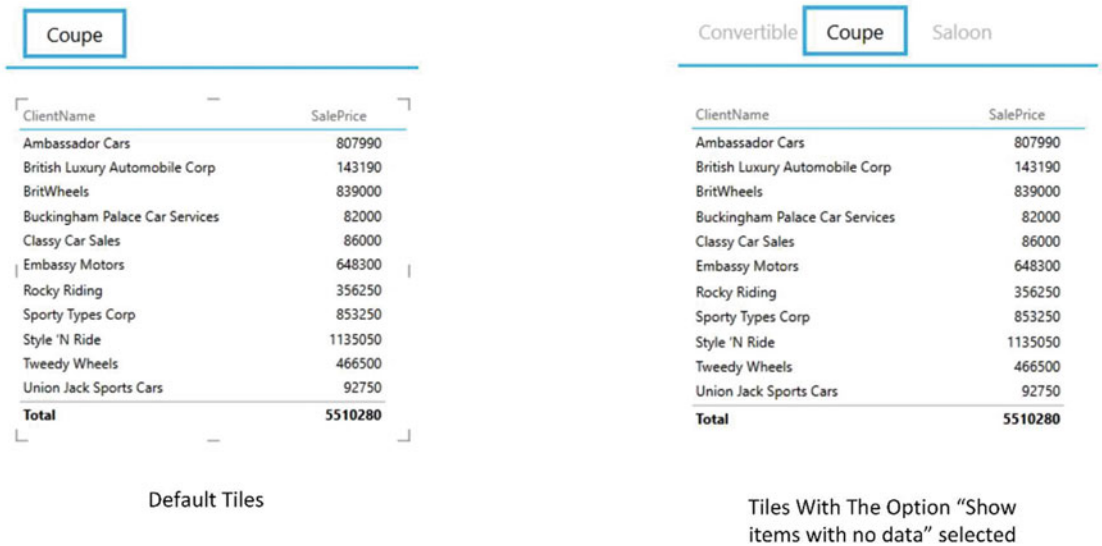 Coupe
ClientName SalePrice
Ambassador Cars 807990
British Luxury Automobile Corp 143190
BritWheels 839000
Buckingham Palace Car Services 82000
Classy Car Sales 86000
Embassy Motors 648300
Rocky Riding 356250
Sporty Types Corp 853250
Style 'N Ride 1135050
Tweedy Wheels 466500
Union Jack Sports Cars 92750
Total 5510280
Default Tiles
Convertible Coupe Saloon
ClientName SalePrice
Ambassador Cars 807990
British Luxury Automobile Corp 143190
BritWheels 839000
Buckingham Palace Car Services 82000
Classy Car Sales 86000
Embassy Motors 648300
Rocky Riding 356250
Sporty Types Corp 853250
Style 'N Ride 1135050
Tweedy Wheels 466500
Union Jack Sports Cars 92750
Total 5510280
Tiles With The Option “Show
items with no data” selected